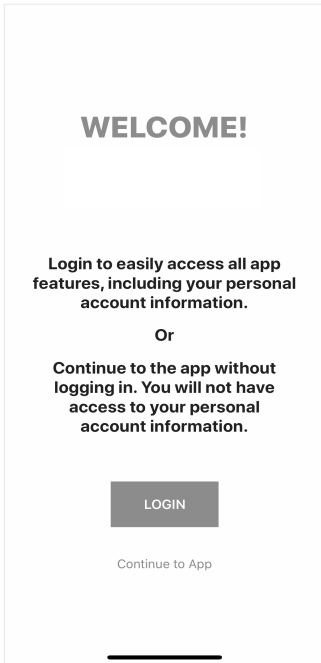 WELCOME!
Login to easily access all app
features, including your personal
account information.
Or
Continue to the app without
logging in. You will not have
access to your personal
account information.
LOGIN
Continue to App